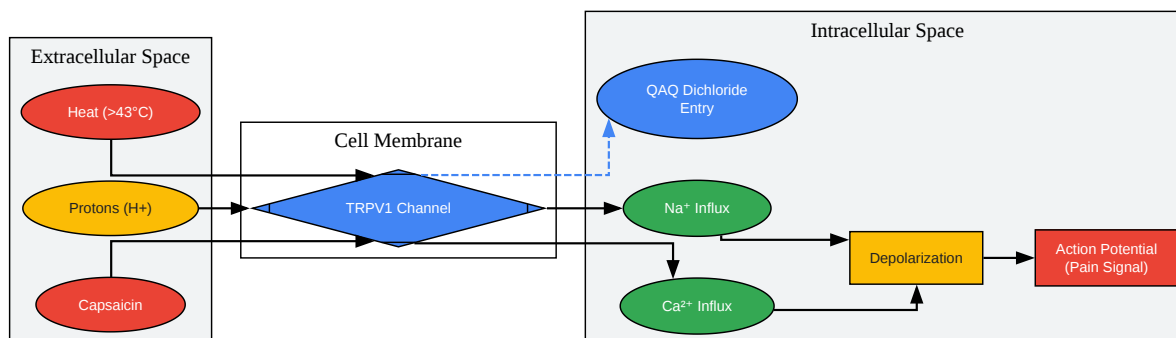 Extracellular Space
Heat (>43°C)
Protons (H+)
Capsaicin
Cell Membrane
TRPV1 Channel
Intracellular Space
QAQ Dichloride
Entry
Na⁺ Influx
Ca²⁺ Influx
Depolarization
Action Potential
(Pain Signal)